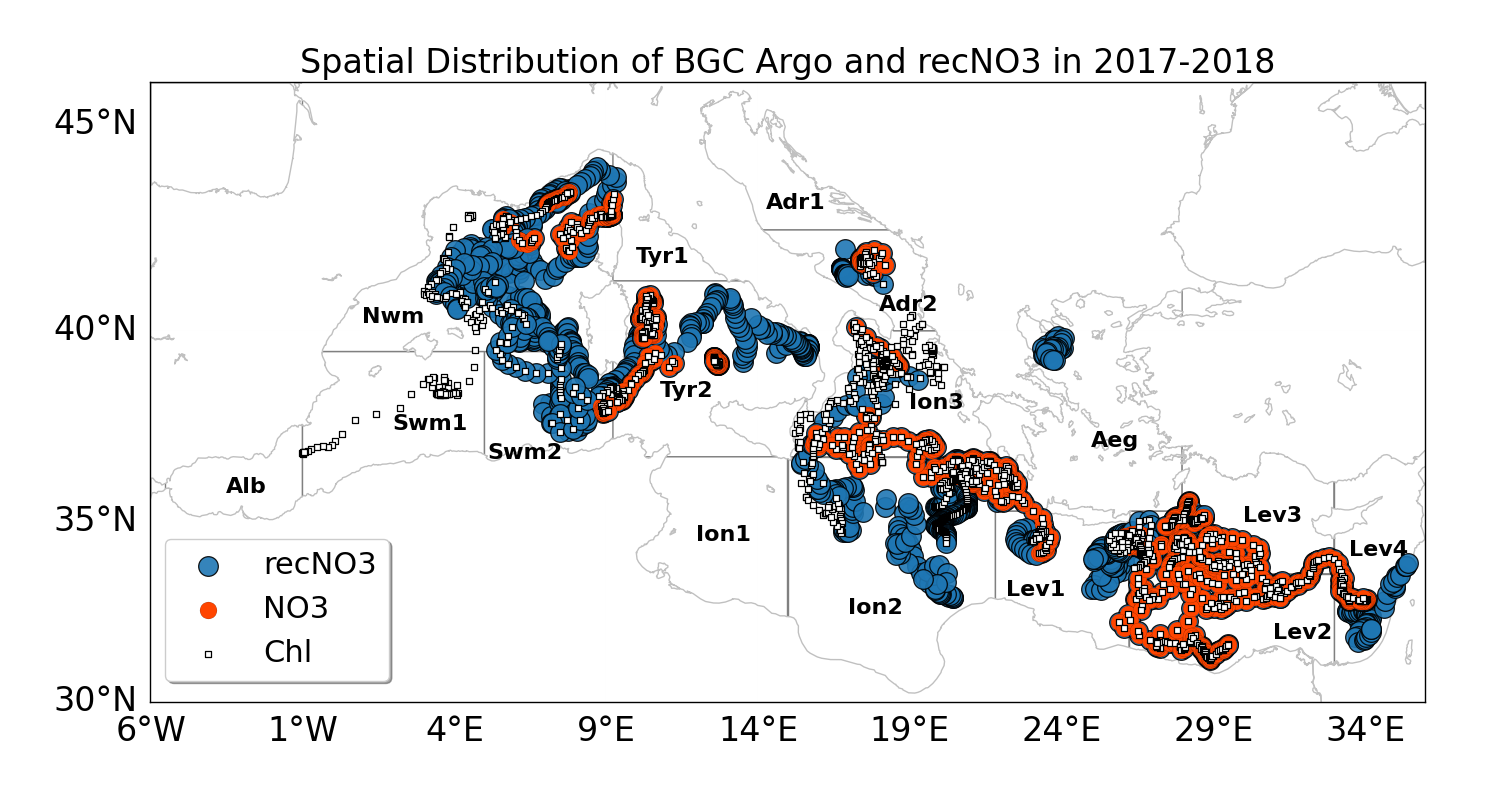 Spatial Distribution of BGC Argo and recNO3 in 2017-2018
45°N
40°N
35°N
30°N
Adr1
Tyr1
Adr2
Nwm
Tyr2
Ion3
Swm1
Swm2
Aeg
Alb
Ion1
Lev3
Lev4
Lev1
Ion2
Lev2
recNO3
NO3
Chl
6°W 1°W 4°E 9°E 14°E 19°E 24°E 29°E 34°E